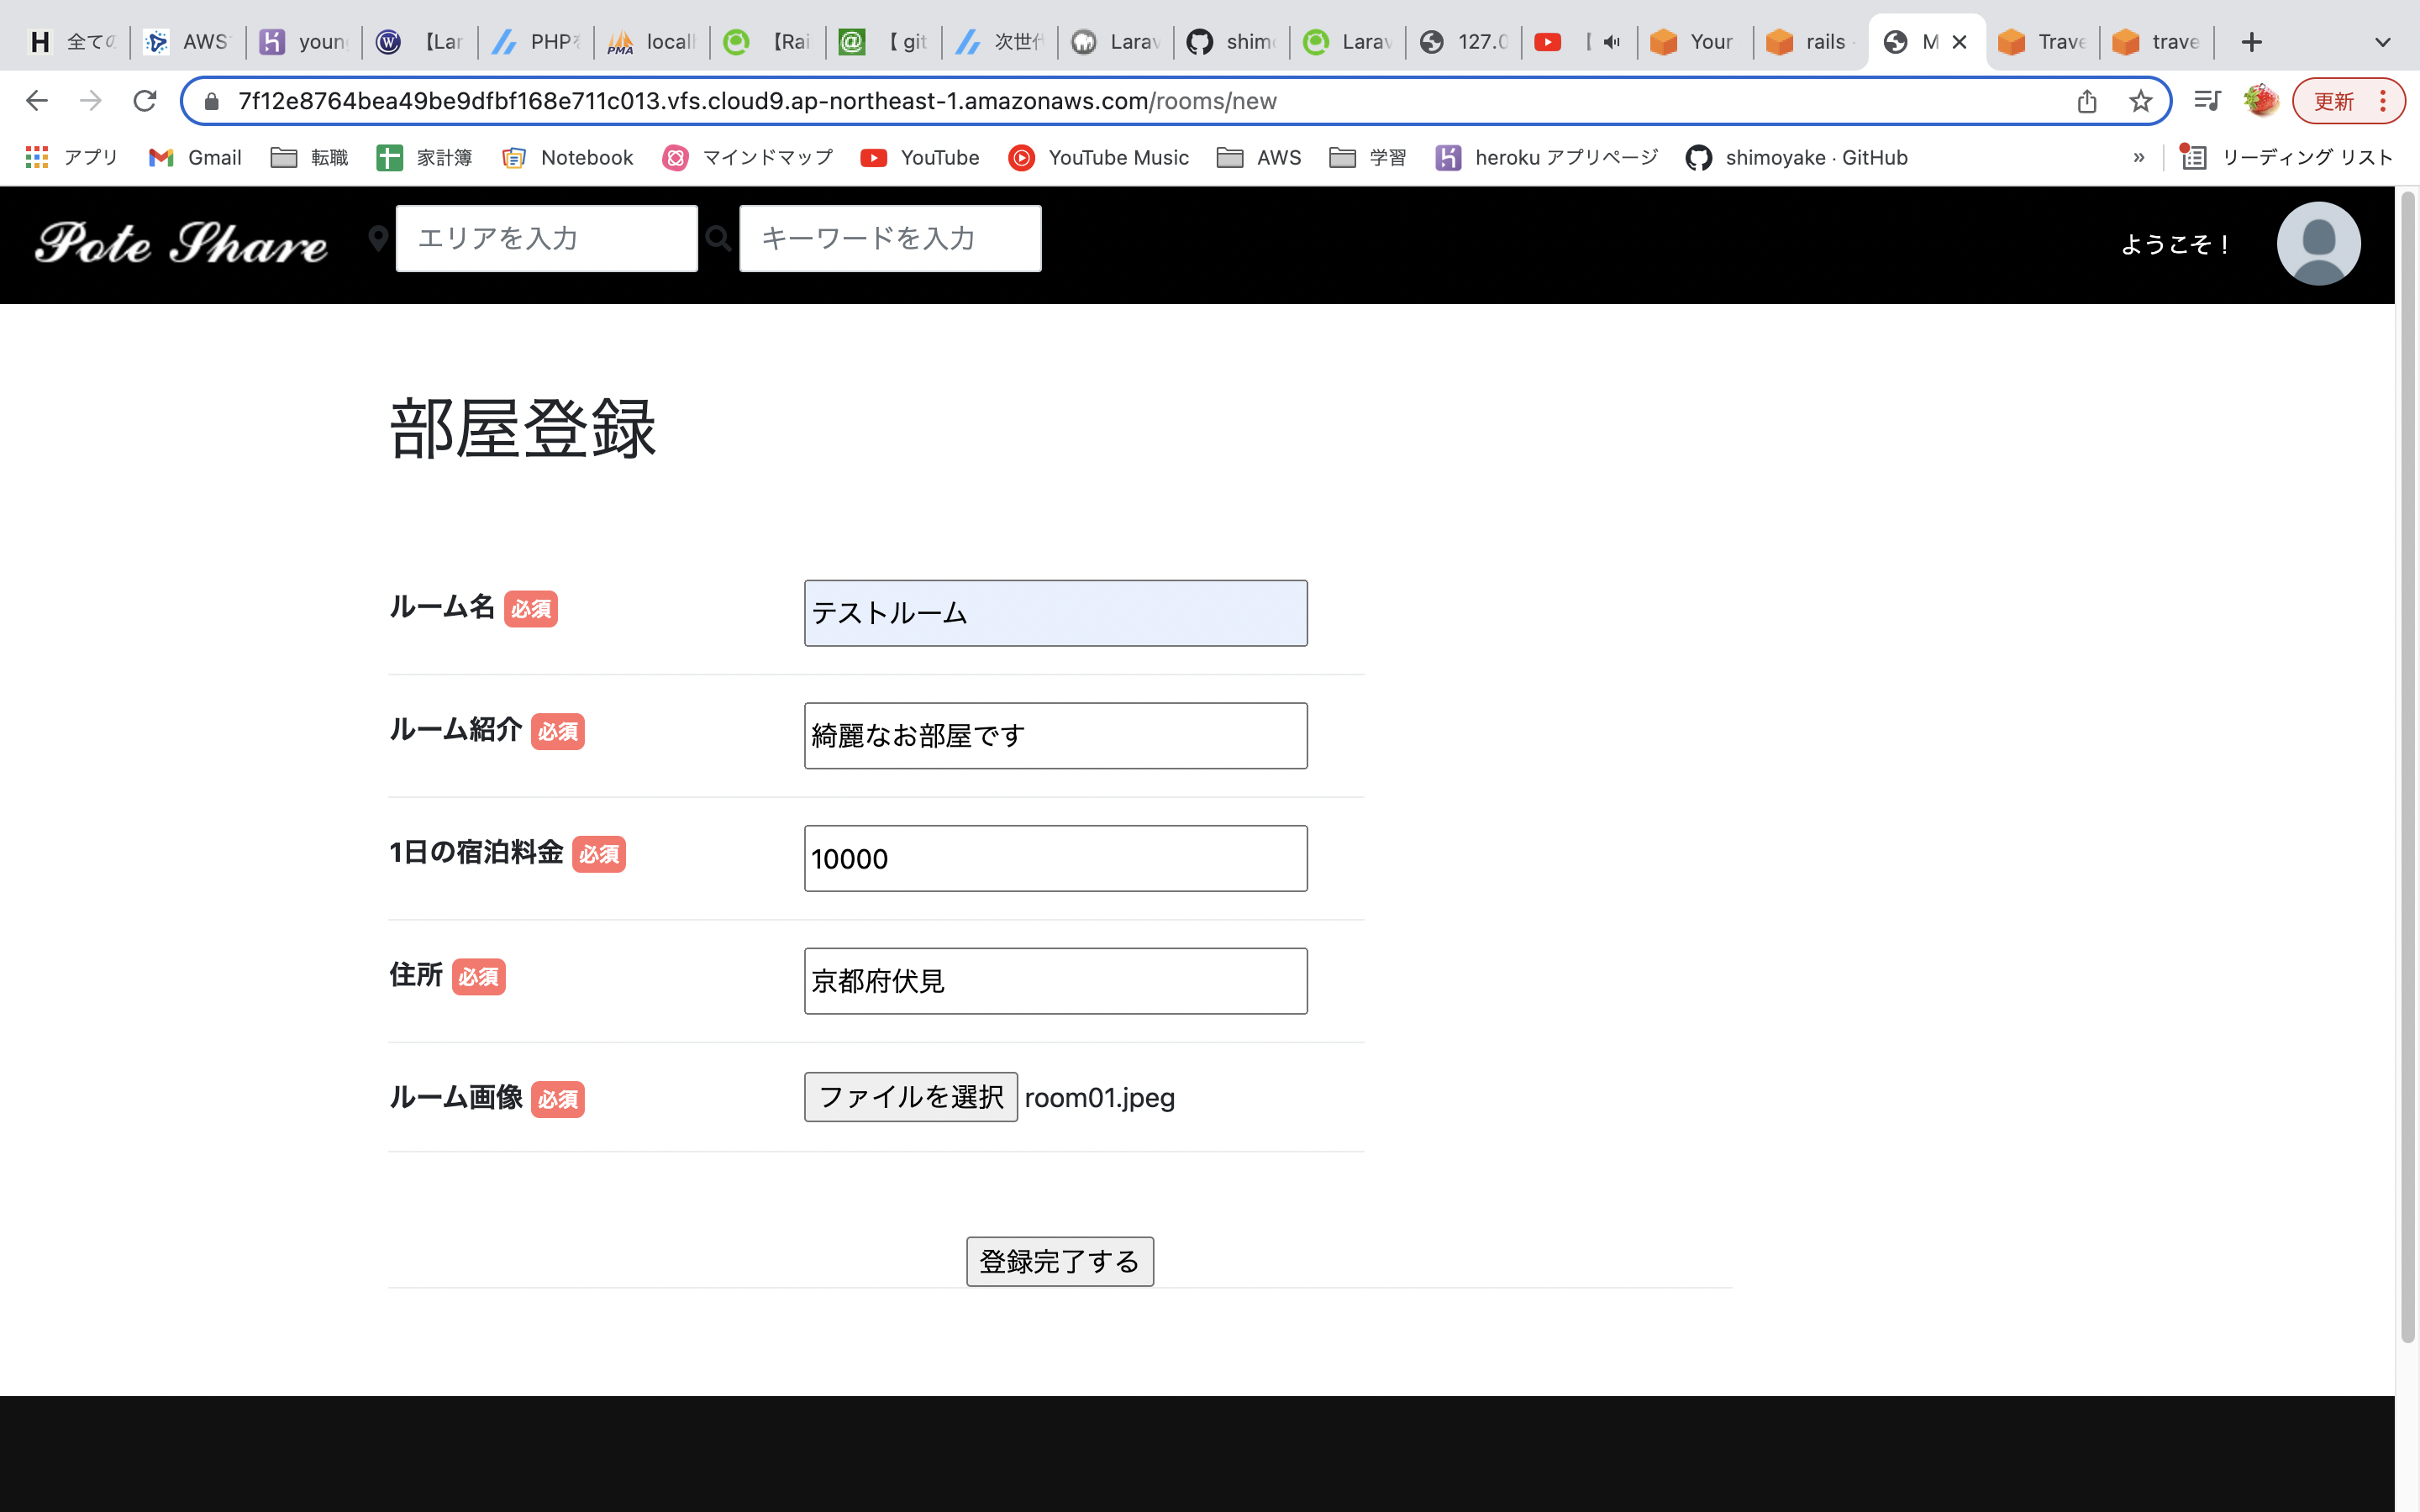 全ての
AWS
youn
【Lar
PHPを
PMA
local
【Rai
【 git
次世代
Larav
shimo
Larav
127.0
【
Your
rails
M
Trave
trave
7f12e8764bea49be9dfbf168e711c013.vfs.cloud9.ap-northeast-1.amazonaws.com/rooms/new
更新
アプリ
Gmail
転職
家計簿
Notebook
マインドマップ
YouTube
YouTube Music
AWS
学習
heroku アプリページ
shimoyake · GitHub
»
リーディング リスト
Pote Share
エリアを入力
キーワードを入力
ようこそ！
部屋登録
ルーム名 必須
テストルーム
ルーム紹介 必須
綺麗なお部屋です
1日の宿泊料金 必須
10000
住所 必須
京都府伏見
ルーム画像 必須
ファイルを選択 room01.jpeg
登録完了する